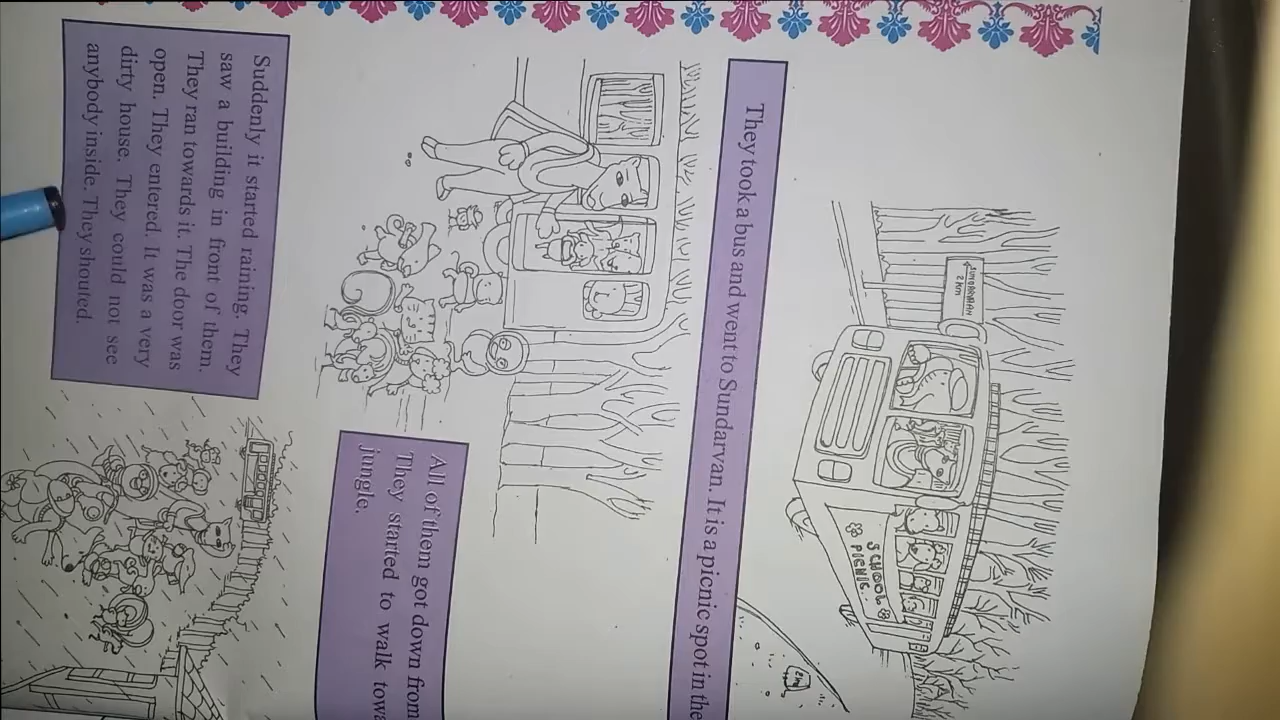 SUNDARVAN
2 km
SCHOOL
PICNIC
They took a bus and went to Sundarvan. It is a picnic spot in the
All of them got down from
They started to walk towa
jungle.
Suddenly it started raining. They
saw a building in front of them.
They ran towards it. The door was
open. They entered. It was a very
dirty house. They could not see
anybody inside. They shouted.